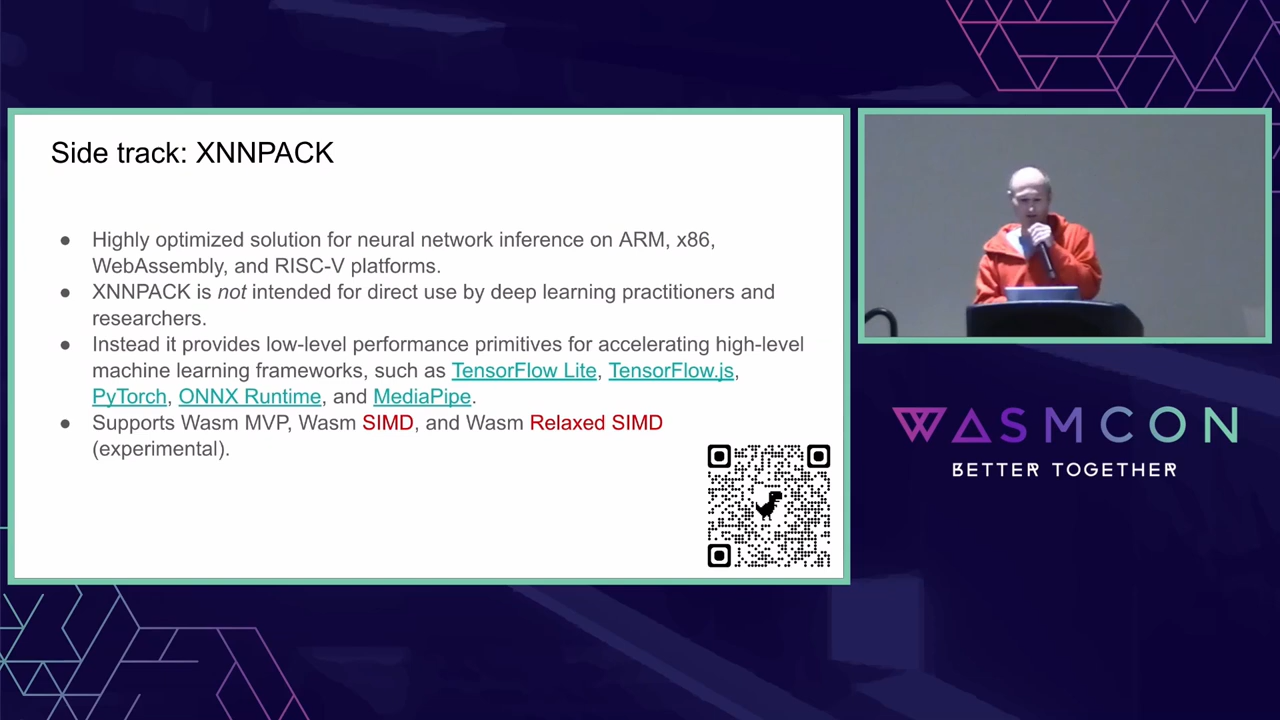 Side track: XNNPACK
● Highly optimized solution for neural network inference on ARM, x86,
WebAssembly, and RISC-V platforms.
● XNNPACK is not intended for direct use by deep learning practitioners and
researchers.
● Instead it provides low-level performance primitives for accelerating high-level
machine learning frameworks, such as TensorFlow Lite, TensorFlow.js,
PyTorch, ONNX Runtime, and MediaPipe.
● Supports Wasm MVP, Wasm SIMD, and Wasm Relaxed SIMD
(experimental).
WASMCON
BETTER TOGETHER